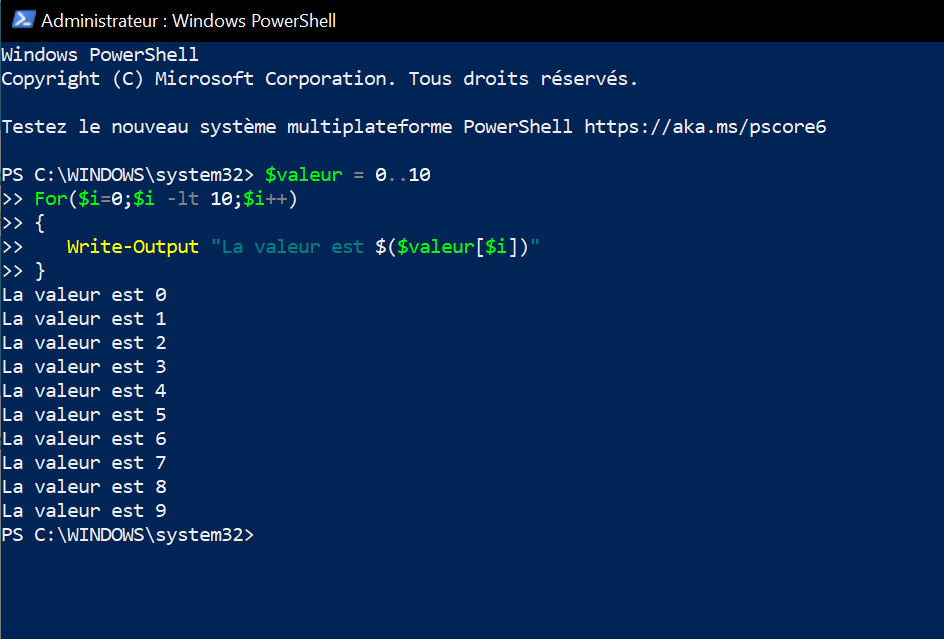 Administrateur : Windows PowerShell
Windows PowerShell
Copyright (C) Microsoft Corporation. Tous droits réservés.
Testez le nouveau système multiplateforme PowerShell https://aka.ms/pscore6
PS C:\WINDOWS\system32> $valeur = 0..10
>> For($i=0;$i -lt 10;$i++)
>> {
>>    Write-Output "La valeur est $($valeur[$i])"
>> }
La valeur est 0
La valeur est 1
La valeur est 2
La valeur est 3
La valeur est 4
La valeur est 5
La valeur est 6
La valeur est 7
La valeur est 8
La valeur est 9
PS C:\WINDOWS\system32>